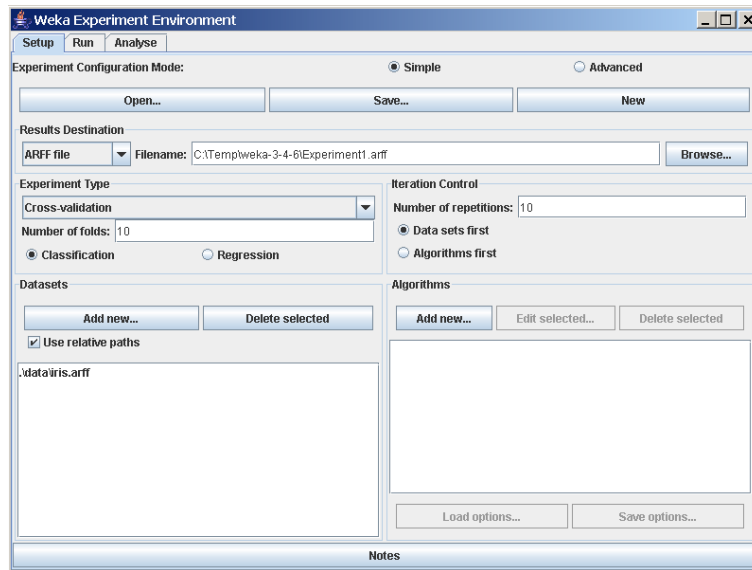 Weka Experiment Environment
Setup Run Analyse
Experiment Configuration Mode: Simple Advanced
Open... Save... New
Results Destination
ARFF file Filename: C:\Temp\weka-3-4-6\Experiment1.arff Browse...
Experiment Type
Cross-validation
Number of folds: 10
Classification Regression
Iteration Control
Number of repetitions: 10
Data sets first
Algorithms first
Datasets
Add new... Delete selected
Use relative paths
.\data\iris.arff
Algorithms
Add new... Edit selected... Delete selected
Load options... Save options...
Notes